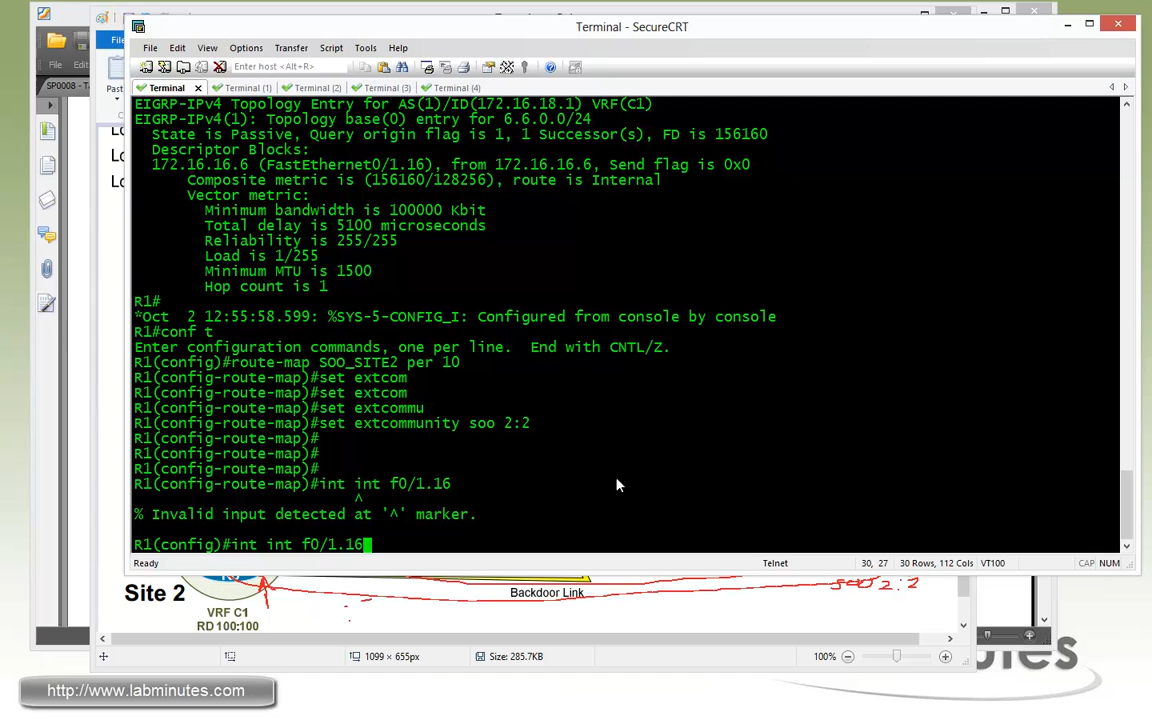 Terminal - SecureCRT
File
File Edit View Options Transfer Script Tools Help
Enter host <Alt+R>
File
Past
SP0008 - T
Terminal Terminal (1) Terminal (2) Terminal (3) Terminal (4)
EIGRP-IPv4 Topology Entry for AS(1)/ID(172.16.18.1) VRF(C1)
EIGRP-IPv4(1): Topology base(0) entry for 6.6.0.0/24
State is Passive, Query origin flag is 1, 1 Successor(s), FD is 156160
Descriptor Blocks:
172.16.16.6 (FastEthernet0/1.16), from 172.16.16.6, Send flag is 0x0
Composite metric is (156160/128256), route is Internal
Vector metric:
Minimum bandwidth is 100000 Kbit
Total delay is 5100 microseconds
Reliability is 255/255
Load is 1/255
Minimum MTU is 1500
Hop count is 1
R1#
*Oct 2 12:55:58.599: %SYS-5-CONFIG_I: Configured from console by console
R1#conf t
Enter configuration commands, one per line. End with CNTL/Z.
R1(config)#route-map SOO_SITE2 per 10
R1(config-route-map)#set extcom
R1(config-route-map)#set extcom
R1(config-route-map)#set extcommu
R1(config-route-map)#set extcommunity soo 2:2
R1(config-route-map)#
R1(config-route-map)#
R1(config-route-map)#
R1(config-route-map)#int int f0/1.16
^
% Invalid input detected at '^' marker.
R1(config)#int int f0/1.16
Ready Telnet 30, 27 30 Rows, 112 Cols VT100 CAP NUM
Site 2
Backdoor Link
2:2
VRF C1
RD 100:100
1099 × 655px Size: 285.7KB 100%
http://www.labminutes.com